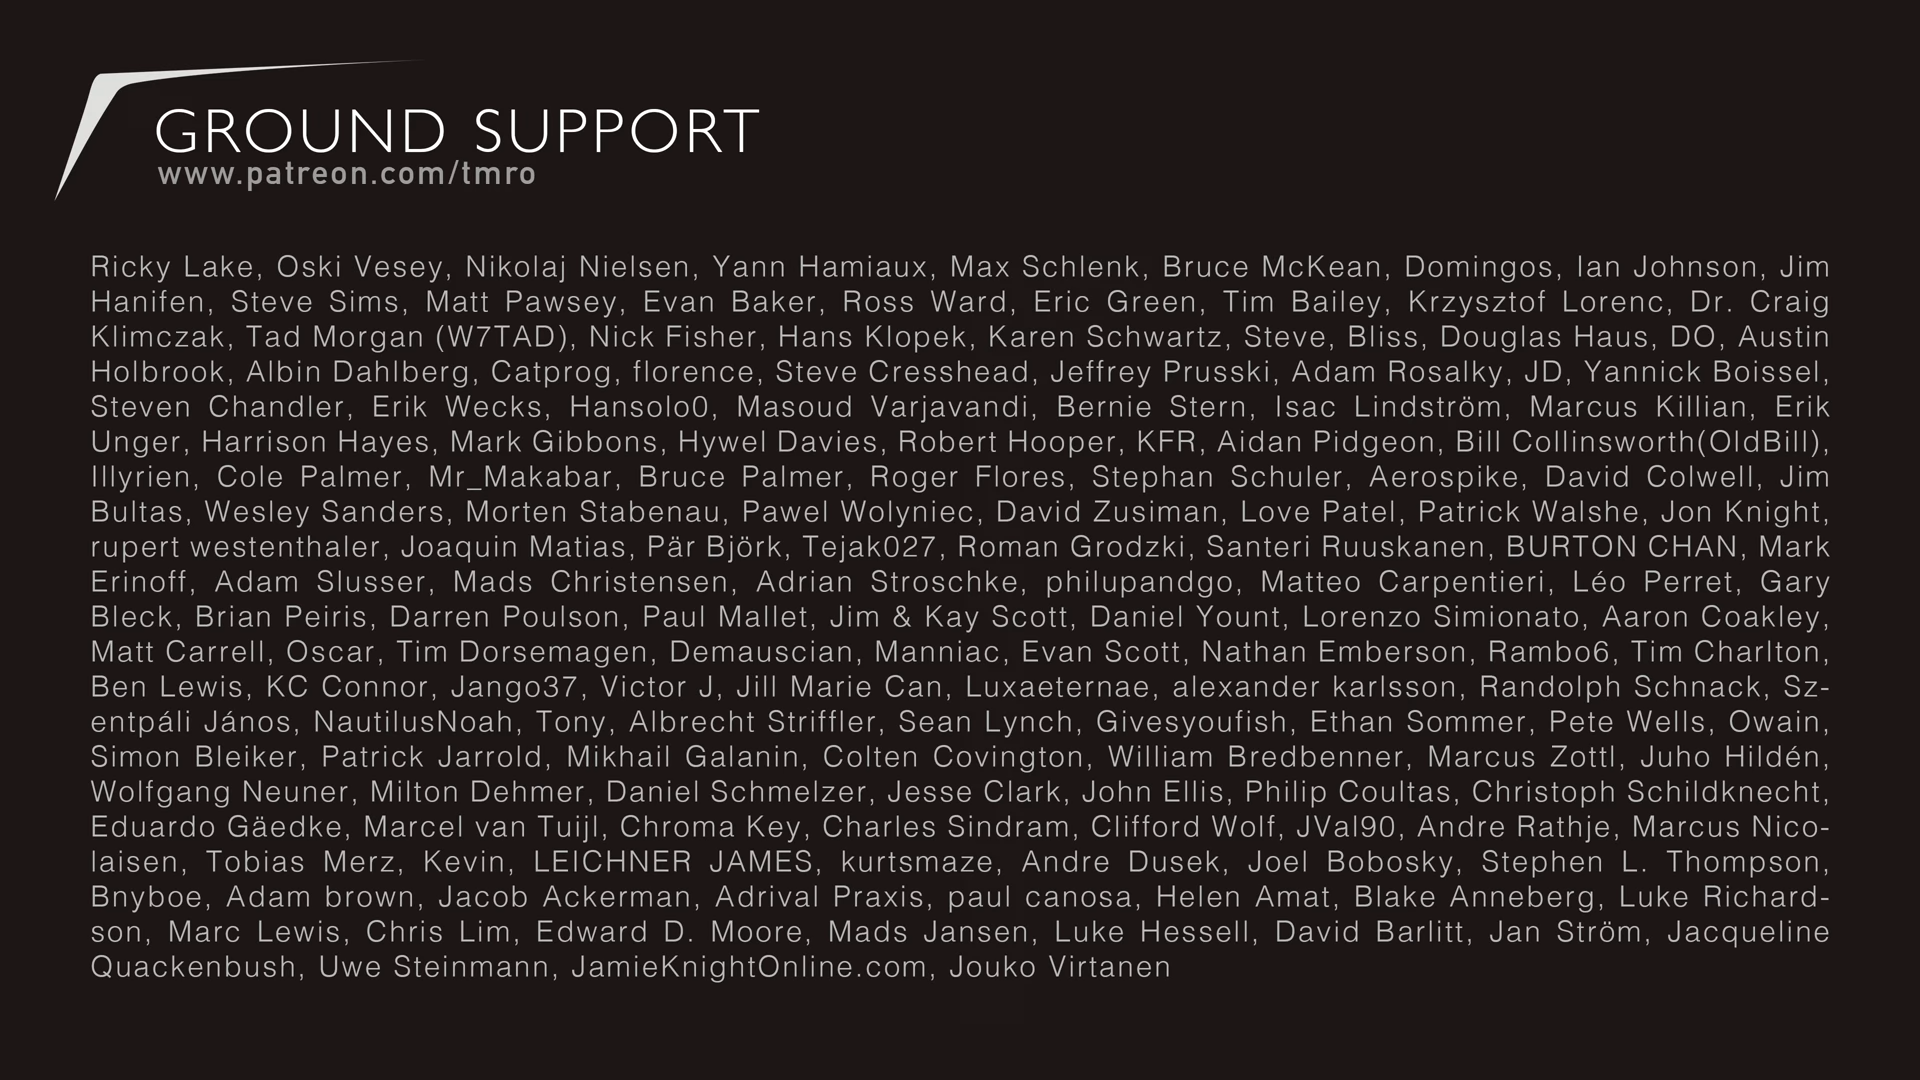 GROUND SUPPORT
www.patreon.com/tmro
Ricky Lake, Oski Vesey, Nikolaj Nielsen, Yann Hamiaux, Max Schlenk, Bruce McKean, Domingos, Ian Johnson, Jim
Hanifen, Steve Sims, Matt Pawsey, Evan Baker, Ross Ward, Eric Green, Tim Bailey, Krzysztof Lorenc, Dr. Craig
Klimczak, Tad Morgan (W7TAD), Nick Fisher, Hans Klopek, Karen Schwartz, Steve, Bliss, Douglas Haus, DO, Austin
Holbrook, Albin Dahlberg, Catprog, florence, Steve Cresshead, Jeffrey Prusski, Adam Rosalky, JD, Yannick Boissel,
Steven Chandler, Erik Wecks, Hansolo0, Masoud Varjavandi, Bernie Stern, Isac Lindström, Marcus Killian, Erik
Unger, Harrison Hayes, Mark Gibbons, Hywel Davies, Robert Hooper, KFR, Aidan Pidgeon, Bill Collinsworth(OldBill),
Illyrien, Cole Palmer, Mr_Makabar, Bruce Palmer, Roger Flores, Stephan Schuler, Aerospike, David Colwell, Jim
Bultas, Wesley Sanders, Morten Stabenau, Pawel Wolyniec, David Zusiman, Love Patel, Patrick Walshe, Jon Knight,
rupert westenthaler, Joaquin Matias, Pär Björk, Tejak027, Roman Grodzki, Santeri Ruuskanen, BURTON CHAN, Mark
Erinoff, Adam Slusser, Mads Christensen, Adrian Stroschke, philupandgo, Matteo Carpentieri, Léo Perret, Gary
Bleck, Brian Peiris, Darren Poulson, Paul Mallet, Jim & Kay Scott, Daniel Yount, Lorenzo Simionato, Aaron Coakley,
Matt Carrell, Oscar, Tim Dorsemagen, Demauscian, Manniac, Evan Scott, Nathan Emberson, Rambo6, Tim Charlton,
Ben Lewis, KC Connor, Jango37, Victor J, Jill Marie Can, Luxaeternae, alexander karlsson, Randolph Schnack, Sz-
entpáli János, NautilusNoah, Tony, Albrecht Striffler, Sean Lynch, Givesyoufish, Ethan Sommer, Pete Wells, Owain,
Simon Bleiker, Patrick Jarrold, Mikhail Galanin, Colten Covington, William Bredbenner, Marcus Zottl, Juho Hildén,
Wolfgang Neuner, Milton Dehmer, Daniel Schmelzer, Jesse Clark, John Ellis, Philip Coultas, Christoph Schildknecht,
Eduardo Gäedke, Marcel van Tuijl, Chroma Key, Charles Sindram, Clifford Wolf, JVal90, Andre Rathje, Marcus Nico-
laisen, Tobias Merz, Kevin, LEICHNER JAMES, kurtsmaze, Andre Dusek, Joel Bobosky, Stephen L. Thompson,
Bnyboe, Adam brown, Jacob Ackerman, Adrival Praxis, paul canosa, Helen Amat, Blake Anneberg, Luke Richard-
son, Marc Lewis, Chris Lim, Edward D. Moore, Mads Jansen, Luke Hessell, David Barlitt, Jan Ström, Jacqueline
Quackenbush, Uwe Steinmann, JamieKnightOnline.com, Jouko Virtanen